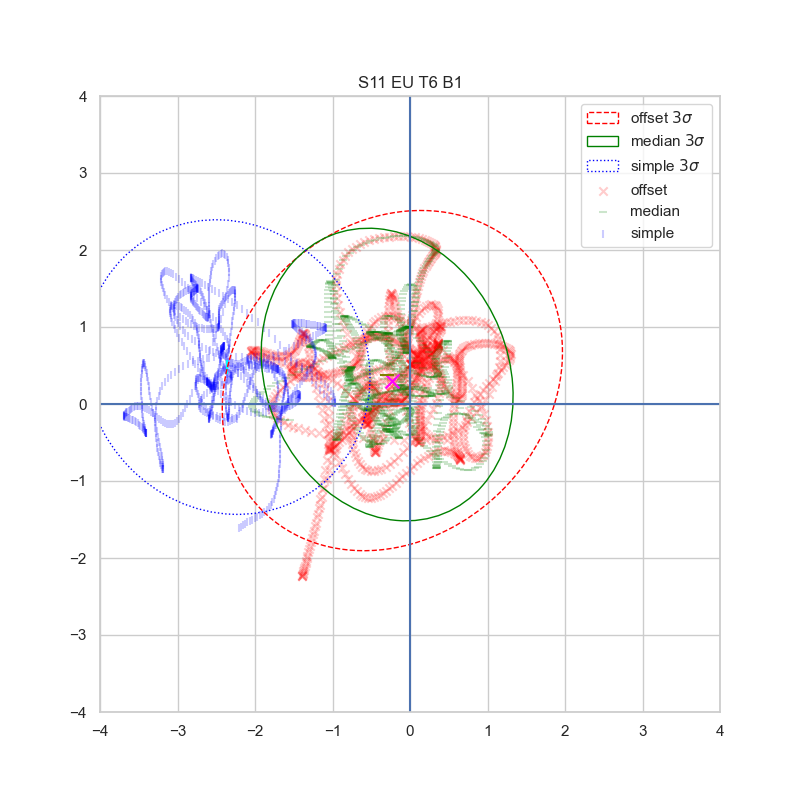 S11 EU T6 B1
offset 3σ
median 3σ
simple 3σ
offset
median
simple
4
3
2
1
0
−1
−2
−3
−4
−4 −3 −2 −1 0 1 2 3 4